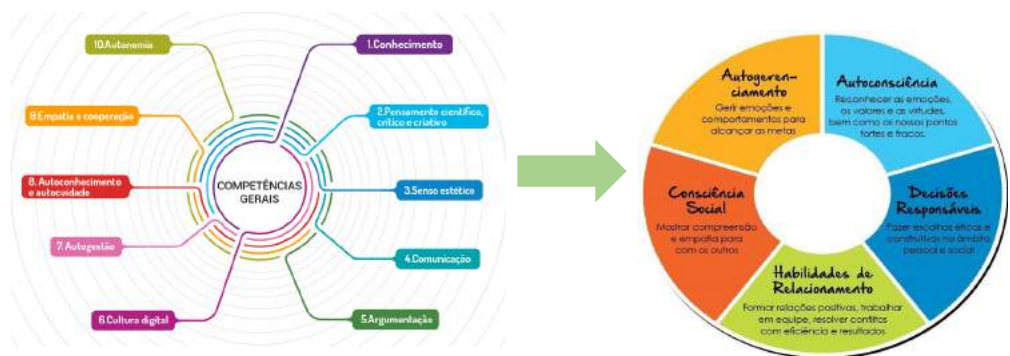 10.Autonomia
1.Conhecimento
9.Empatia e cooperação
2.Pensamento científico,
crítico e criativo
8. Autoconhecimento
e autocuidado
COMPETÊNCIAS
GERAIS
3.Senso estético
7. Autogestão
4.Comunicação
6.Cultura digital
5.Argumentação
Autogeren-
ciamento
Gerir emoções e
comportamentos para
alcançar as metas
Autoconsciência
Reconhecer as emoções,
os valores e as virtudes,
bem como os nossos pontos
fortes e fracos.
Consciência
Social
Mostrar compreensão
e empatia para
com os outros
Decisões
Responsáveis
Fazer escolhas éticas e
construtivas no âmbito
pessoal e social
Habilidades de
Relacionamento
Formar relações positivas, trabalhar
em equipe, resolver conflitos
com eficiência e resultados